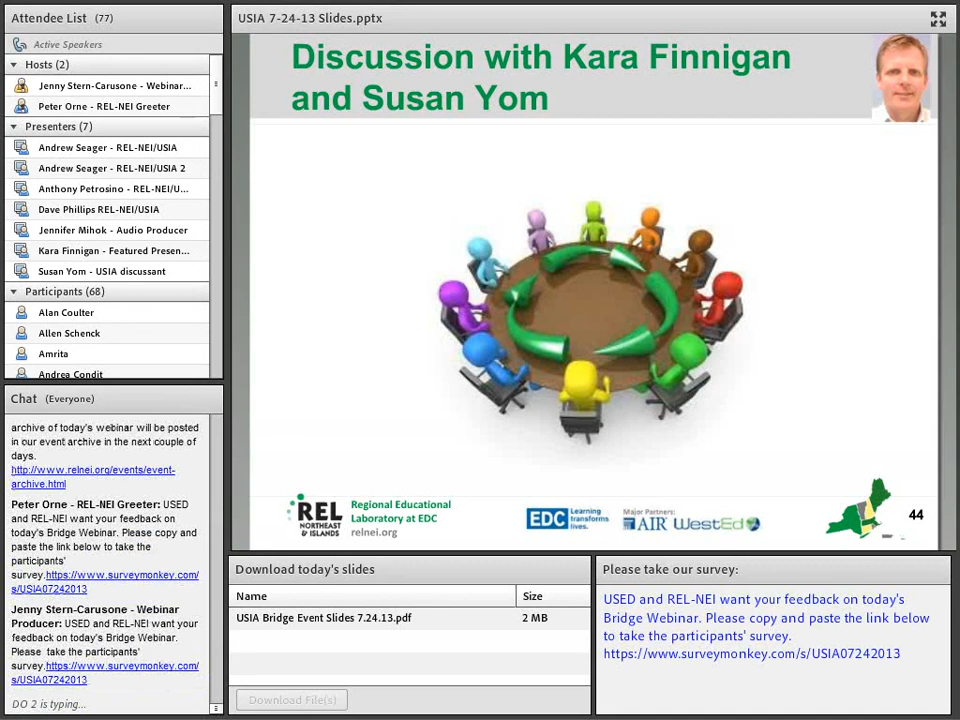 Attendee List (77)
Active Speakers
Hosts (2)
Jenny Stern-Carusone - Webinar...
Peter Orne - REL-NEI Greeter
Presenters (7)
Andrew Seager - REL-NEI/USIA
Andrew Seager - REL-NEI/USIA 2
Anthony Petrosino - REL-NEI/U...
Dave Phillips REL-NEI/USIA
Jennifer Mihok - Audio Producer
Kara Finnigan - Featured Presen...
Susan Yom - USIA discussant
Participants (68)
Alan Coulter
Allen Schenck
Amrita
Andrea Condit
Chat (Everyone)
archive of today's webinar will be posted
in our event archive in the next couple of
days.
http://www.relnei.org/events/event-
archive.html
Peter Orne - REL-NEI Greeter: USED
and REL-NEI want your feedback on
today's Bridge Webinar. Please copy and
paste the link below to take the
participants'
survey.https://www.surveymonkey.com/
s/USIA07242013
Jenny Stern-Carusone - Webinar
Producer: USED and REL-NEI want your
feedback on today's Bridge Webinar.
Please take the participants'
survey.https://www.surveymonkey.com/
s/USIA07242013
DO 2 is typing...
USIA 7-24-13 Slides.pptx
Discussion with Kara Finnigan
and Susan Yom
REL
NORTHEAST
& ISLANDS
Regional Educational
Laboratory at EDC
relnei.org
EDC Learning
transforms
lives.
Major Partners:
AIR WestEd
44
Download today's slides
Name Size
USIA Bridge Event Slides 7.24.13.pdf 2 MB
Download File(s)
Please take our survey:
USED and REL-NEI want your feedback on today's
Bridge Webinar. Please copy and paste the link below
to take the participants' survey.
https://www.surveymonkey.com/s/USIA07242013